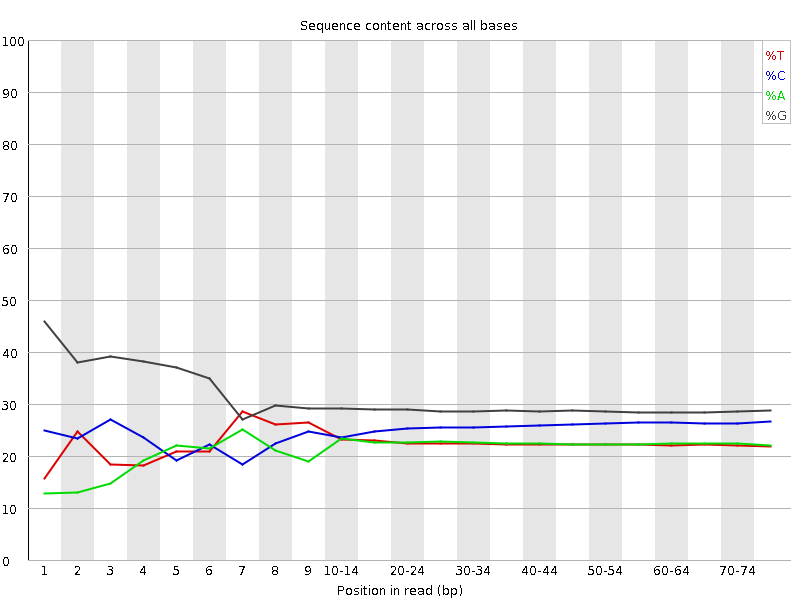 Sequence content across all bases
%T
%C
%A
%G
100
90
80
70
60
50
40
30
20
10
0
1 2 3 4 5 6 7 8 9 10-14 20-24 30-34 40-44 50-54 60-64 70-74
Position in read (bp)